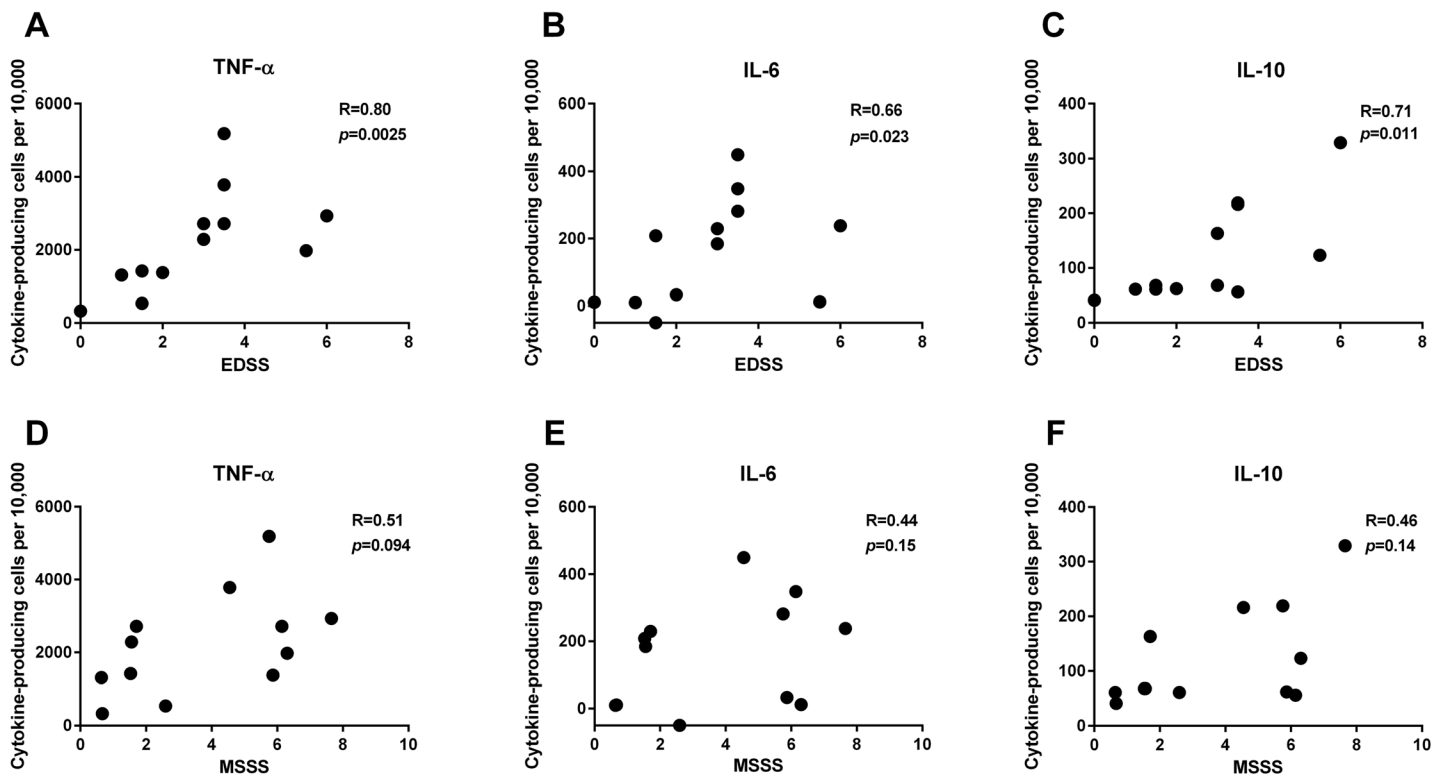 A
TNF-α
Cytokine-producing cells per 10,000
6000
4000
2000
0
R=0.80
p=0.0025
0 2 4 6 8
EDSS
B
IL-6
Cytokine-producing cells per 10,000
600
400
200
0
R=0.66
p=0.023
0 2 4 6 8
EDSS
C
IL-10
Cytokine-producing cells per 10,000
400
300
200
100
0
R=0.71
p=0.011
0 2 4 6 8
EDSS
D
TNF-α
Cytokine-producing cells per 10,000
6000
4000
2000
0
R=0.51
p=0.094
0 2 4 6 8 10
MSSS
E
IL-6
Cytokine-producing cells per 10,000
600
400
200
0
R=0.44
p=0.15
0 2 4 6 8 10
MSSS
F
IL-10
Cytokine-producing cells per 10,000
400
300
200
100
0
R=0.46
p=0.14
0 2 4 6 8 10
MSSS